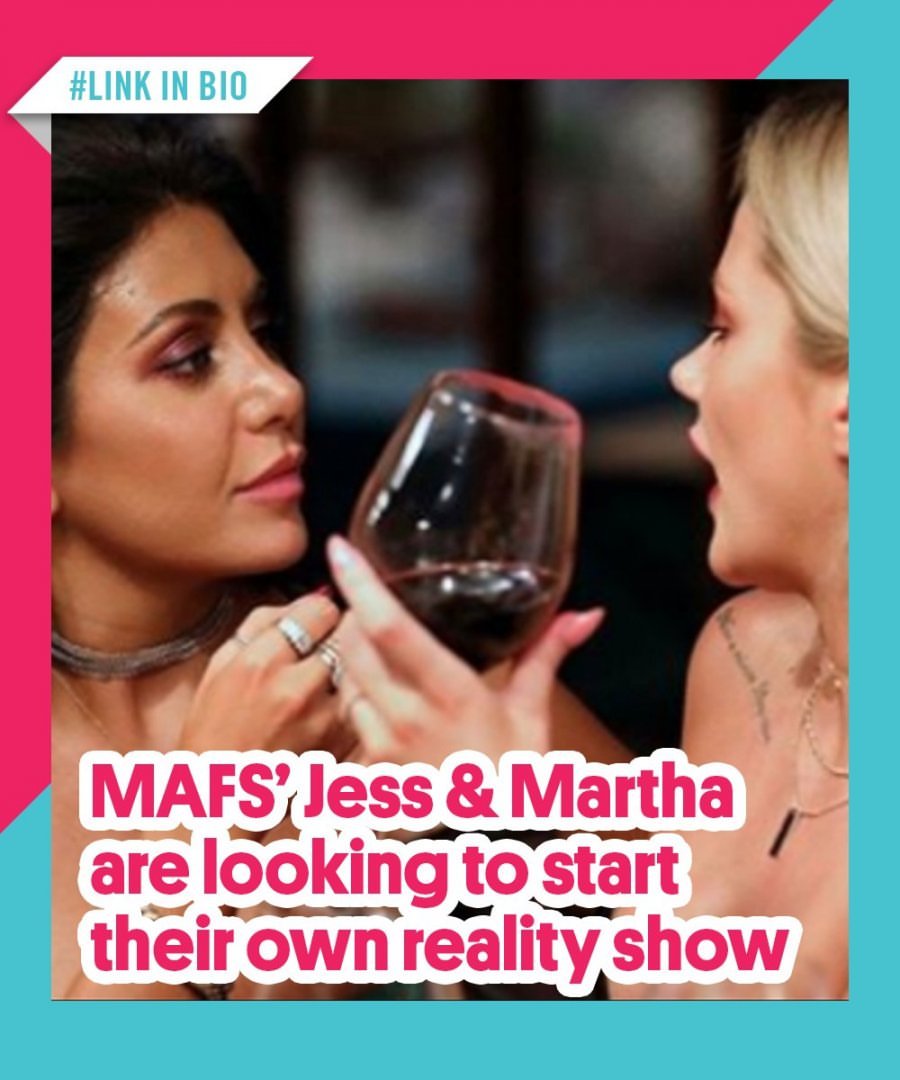 #LINK IN BIO
MAFS’ Jess & Martha
are looking to start
their own reality show